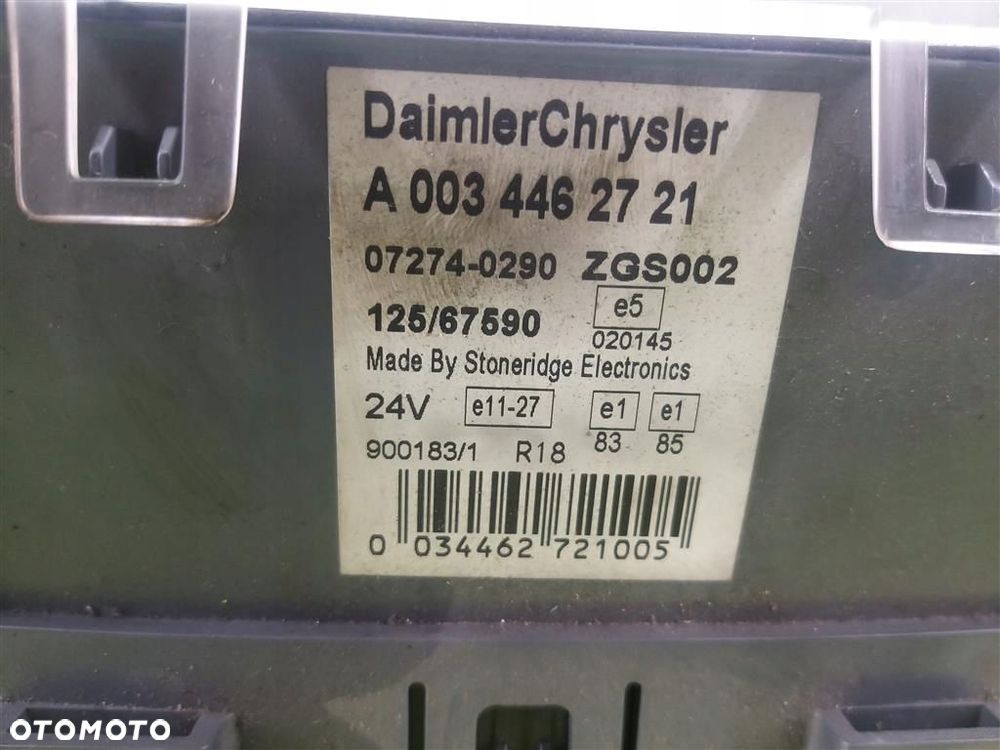 DaimlerChrysler
A 003 446 27 21
07274-0290 ZGS002
125/67590 e5
020145
Made By Stoneridge Electronics
24V e11-27 e1 e1
900183/1 R18 83 85
0 034462 721005
OTOMOTO